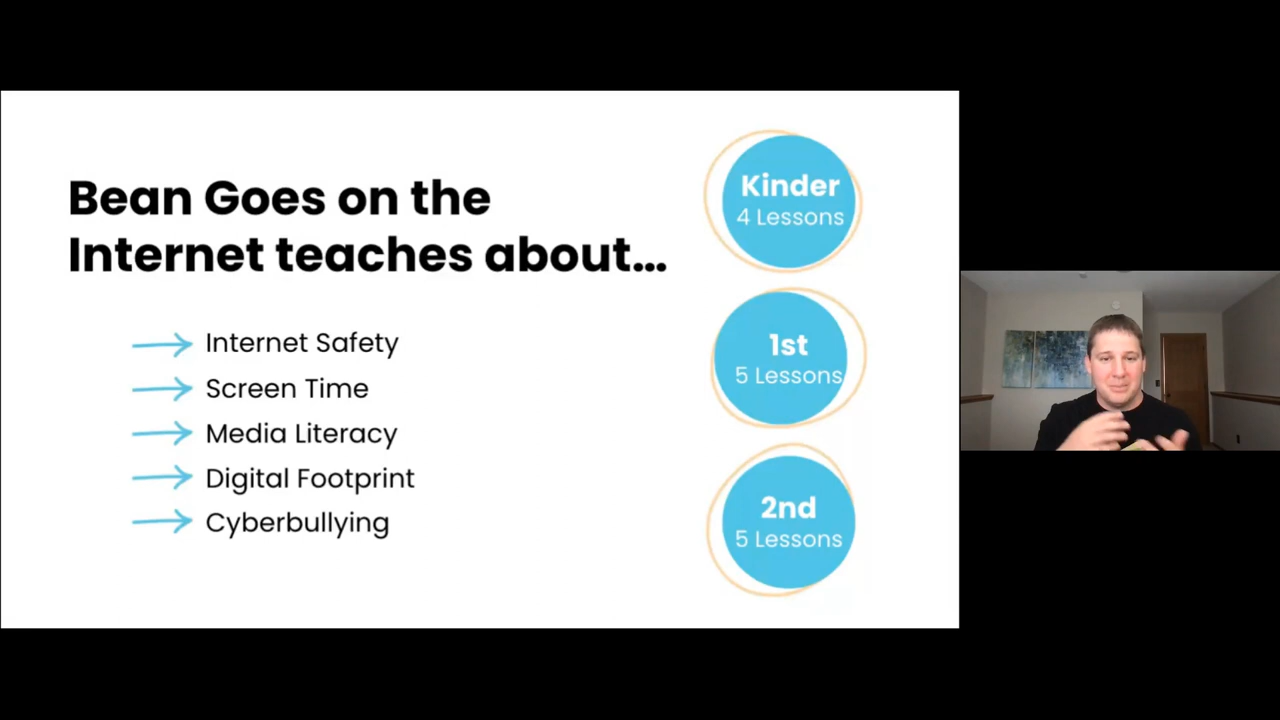 Bean Goes on the
Internet teaches about...
Internet Safety
Screen Time
Media Literacy
Digital Footprint
Cyberbullying
Kinder
4 Lessons
1st
5 Lessons
2nd
5 Lessons